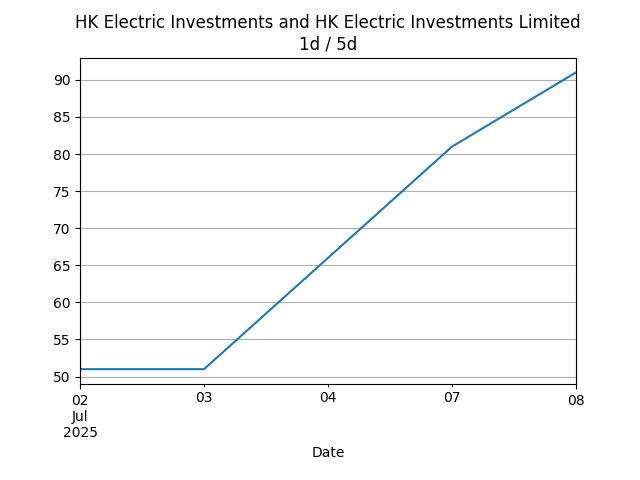 HK Electric Investments and HK Electric Investments Limited
1d / 5d
90
85
80
75
70
65
60
55
50
02 03 04 07 08
Jul
2025
Date